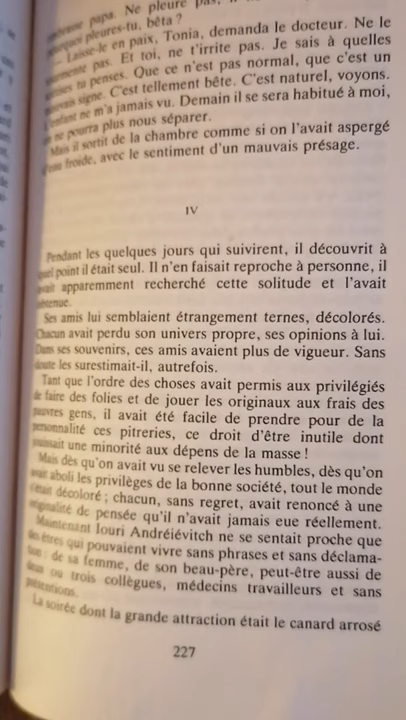 embrasse papa. Ne pleure pas,
pourquoi pleures-tu, bêta ?
— Laisse-le en paix, Tonia, demanda le docteur. Ne le
tourmente pas. Et toi, ne t'irrite pas. Je sais à quelles
bêtises tu penses. Que ce n'est pas normal, que c'est un
mauvais signe. C'est tellement bête. C'est naturel, voyons.
L'enfant ne m'a jamais vu. Demain il se sera habitué à moi,
on ne pourra plus nous séparer.
Mais il sortit de la chambre comme si on l'avait aspergé
d'eau froide, avec le sentiment d'un mauvais présage.
IV
Pendant les quelques jours qui suivirent, il découvrit à
quel point il était seul. Il n'en faisait reproche à personne, il
avait apparemment recherché cette solitude et l'avait
obtenue.
Ses amis lui semblaient étrangement ternes, décolorés.
Chacun avait perdu son univers propre, ses opinions à lui.
Dans ses souvenirs, ces amis avaient plus de vigueur. Sans
doute les surestimait-il, autrefois.
Tant que l'ordre des choses avait permis aux privilégiés
de faire des folies et de jouer les originaux aux frais des
pauvres gens, il avait été facile de prendre pour de la
personnalité ces pitreries, ce droit d'être inutile dont
jouissait une minorité aux dépens de la masse !
Mais dès qu'on avait vu se relever les humbles, dès qu'on
avait aboli les privilèges de la bonne société, tout le monde
s'était décoloré ; chacun, sans regret, avait renoncé à une
originalité de pensée qu'il n'avait jamais eue réellement.
Maintenant Iouri Andréiévitch ne se sentait proche que
des êtres qui pouvaient vivre sans phrases et sans déclama-
tion : de sa femme, de son beau-père, peut-être aussi de
deux ou trois collègues, médecins travailleurs et sans
prétentions.
La soirée dont la grande attraction était le canard arrosé
227